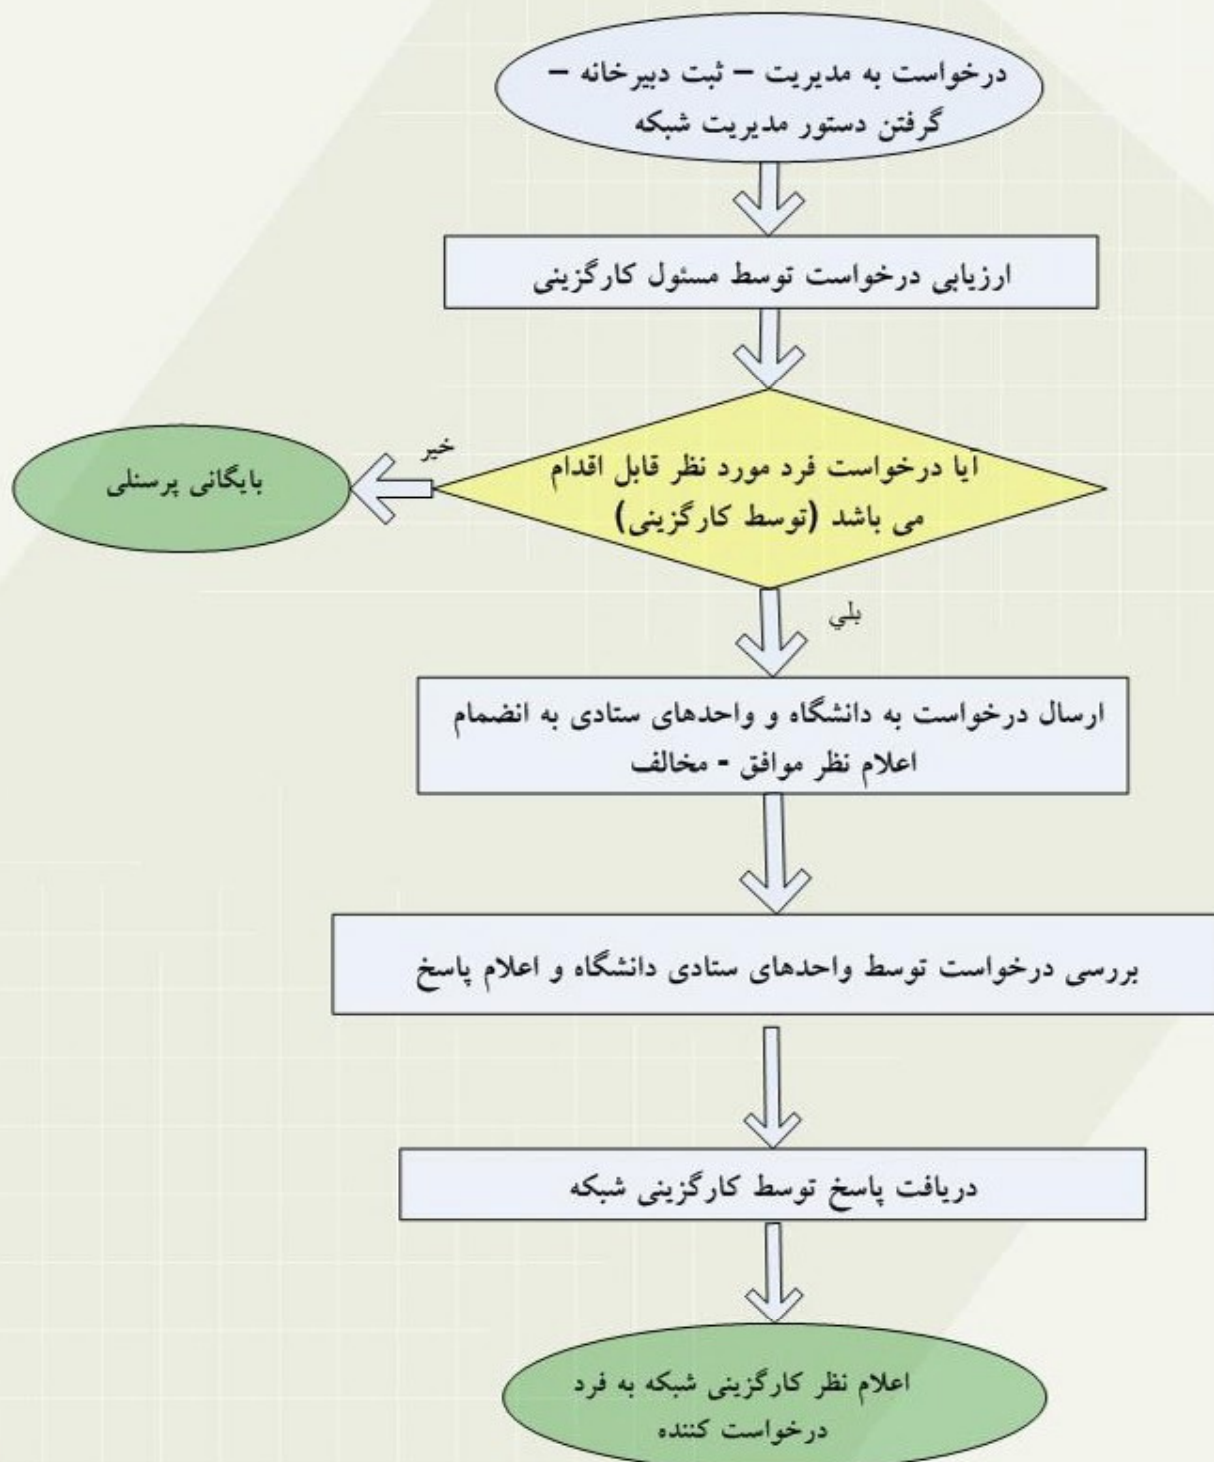 درخواست به مدیریت – ثبت دبیرخانه –
گرفتن دستور مدیریت شبکه
ارزیابی درخواست توسط مسئول کارگزینی
آیا درخواست فرد مورد نظر قابل اقدام
می باشد (توسط کارگزینی)
خیر
بایگانی پرسنلی
بلي
ارسال درخواست به دانشگاه و واحدهای ستادی به انضمام
اعلام نظر موافق - مخالف
بررسی درخواست توسط واحدهای ستادی دانشگاه و اعلام پاسخ
دریافت پاسخ توسط کارگزینی شبکه
اعلام نظر کارگزینی شبکه به فرد
درخواست کننده